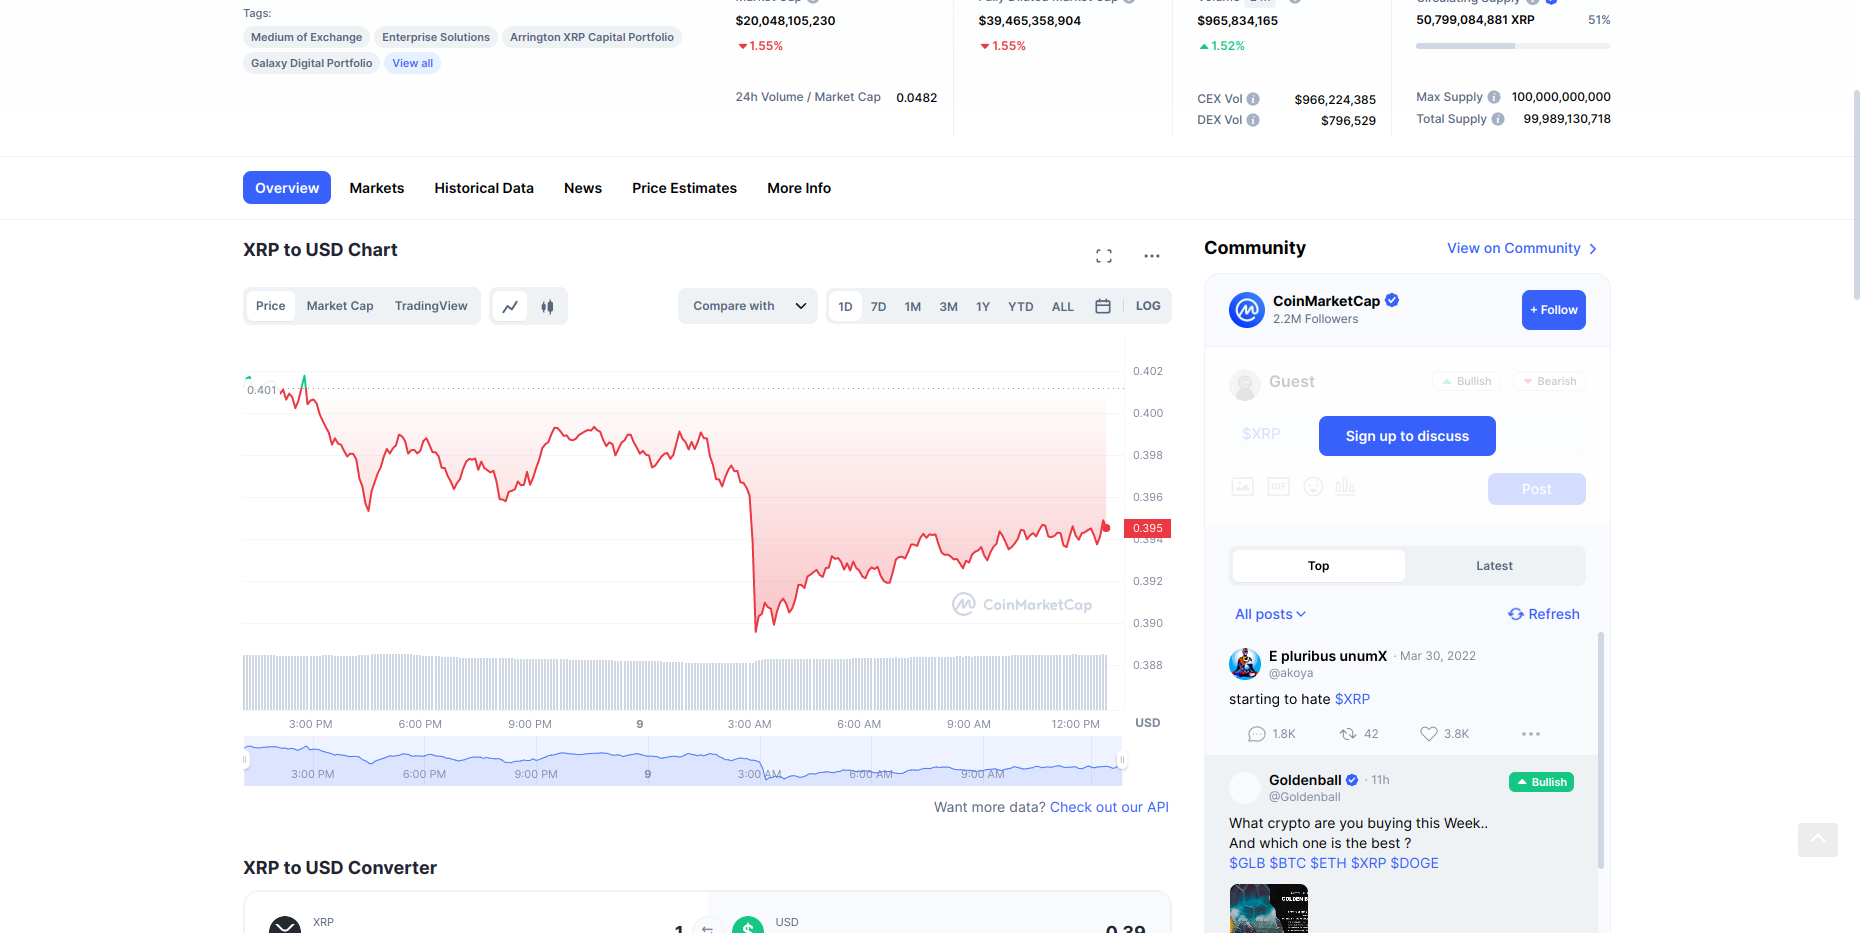 Tags:
Medium of Exchange
Enterprise Solutions
Arrington XRP Capital Portfolio
Galaxy Digital Portfolio
View all
$20,048,105,230
1.55%
24h Volume / Market Cap 0.0482
Fully Diluted Market Cap
$39,465,358,904
1.55%
$965,834,165
1.52%
CEX Vol $966,224,385
DEX Vol $796,529
Circulating Supply
50,799,084,881 XRP 51%
Max Supply 100,000,000,000
Total Supply 99,989,130,718
Overview
Markets
Historical Data
News
Price Estimates
More Info
XRP to USD Chart
Price
Market Cap
TradingView
Compare with
1D
7D
1M
3M
1Y
YTD
ALL
LOG
0.401
0.402
0.400
0.398
0.396
0.395
0.394
0.392
0.390
0.388
CoinMarketCap
3:00 PM
6:00 PM
9:00 PM
9
3:00 AM
6:00 AM
9:00 AM
12:00 PM
USD
3:00 PM
6:00 PM
9:00 PM
9
3:00 AM
6:00 AM
9:00 AM
Want more data? Check out our API
XRP to USD Converter
XRP
1
$
USD
0.39
Community
View on Community
CoinMarketCap
2.2M Followers
+ Follow
Guest
Bullish
Bearish
$XRP
Sign up to discuss
GIF
Post
Top
Latest
All posts
Refresh
E pluribus unumX · Mar 30, 2022
@akoya
starting to hate $XRP
1.8K
42
3.8K
Goldenball · 11h
@Goldenball
Bullish
What crypto are you buying this Week..
And which one is the best ?
$GLB $BTC $ETH $XRP $DOGE